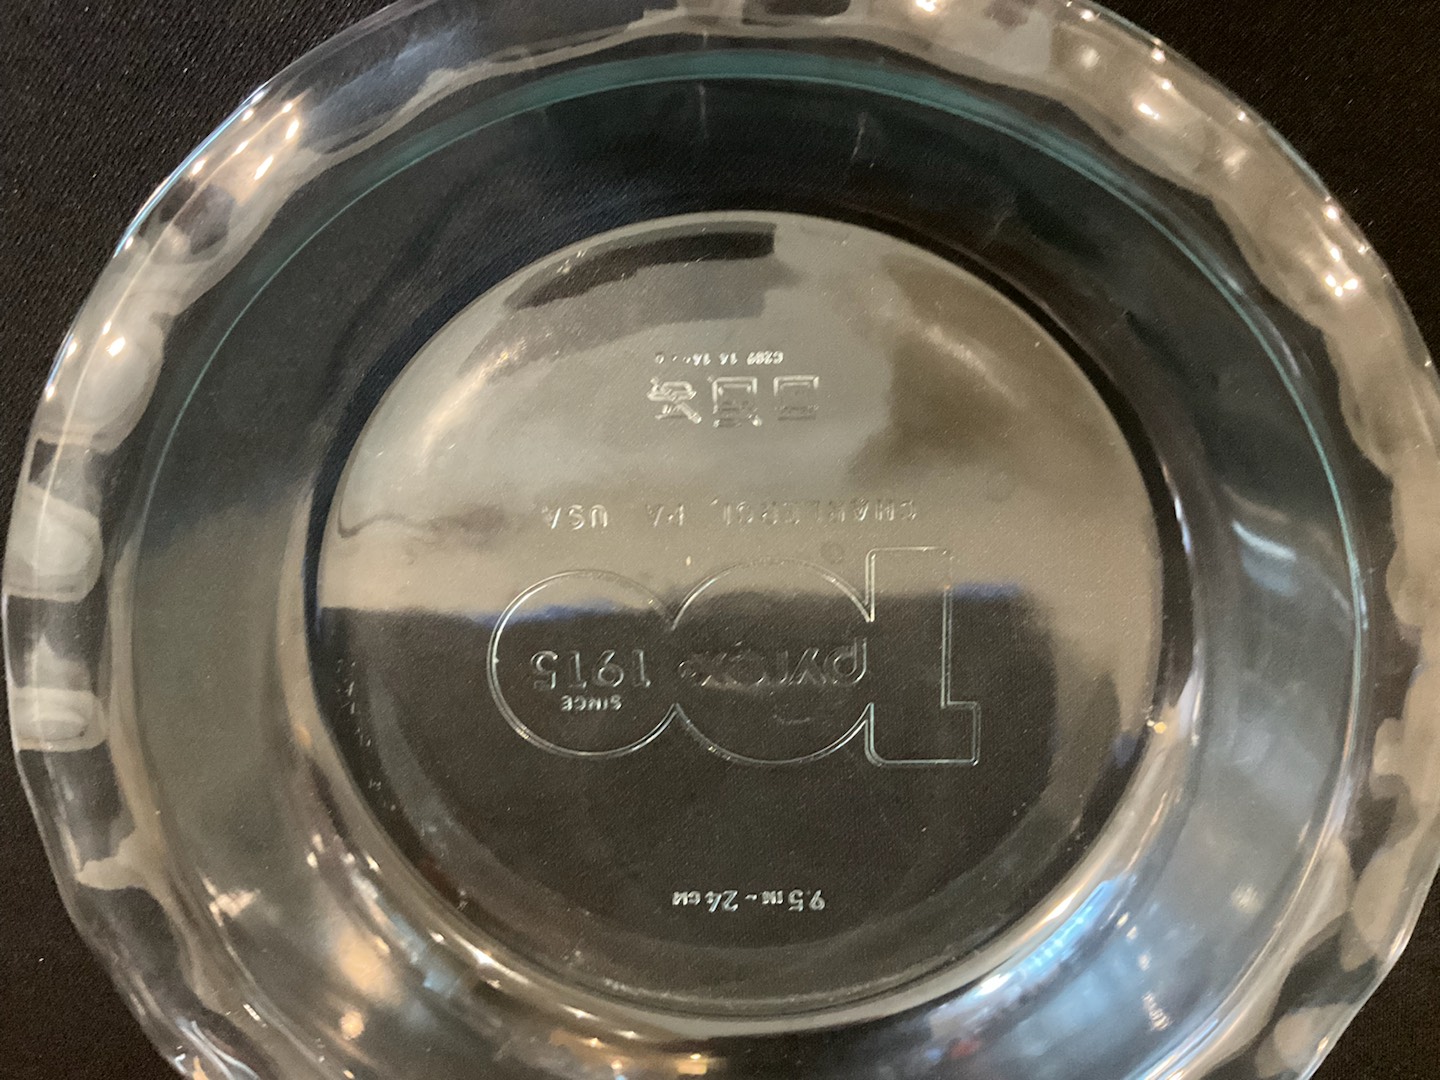 9.5 IN - 24 CM
100
pyrex
SINCE
1915
CHARLEROI, PA USA